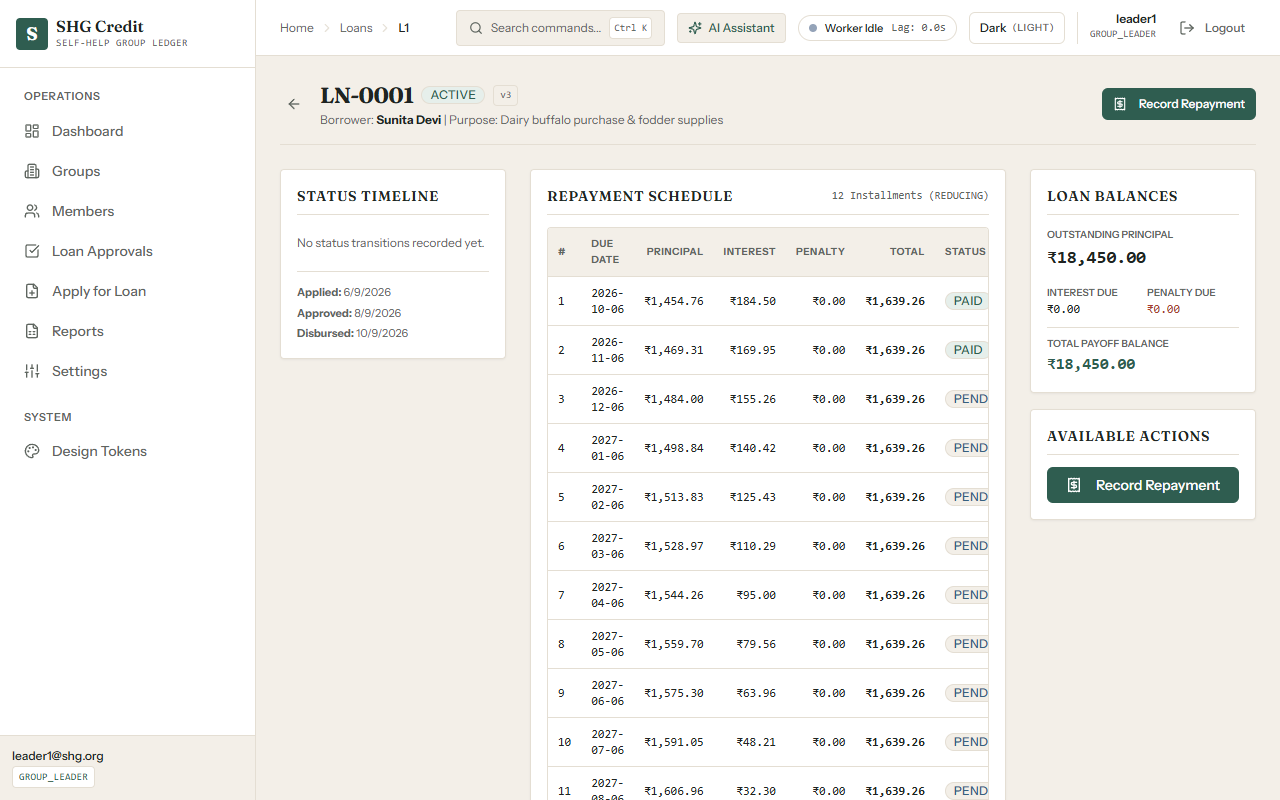 S
SHG Credit
SELF-HELP GROUP LEDGER
OPERATIONS
Dashboard
Groups
Members
Loan Approvals
Apply for Loan
Reports
Settings
SYSTEM
Design Tokens
leader1@shg.org
GROUP_LEADER
Home Loans L1
Search commands... Ctrl K
AI Assistant
Worker Idle Lag: 0.0s
Dark (LIGHT)
leader1
GROUP_LEADER
Logout
LN-0001 ACTIVE v3
Borrower: Sunita Devi | Purpose: Dairy buffalo purchase & fodder supplies
Record Repayment
STATUS TIMELINE
No status transitions recorded yet.
Applied: 6/9/2026
Approved: 8/9/2026
Disbursed: 10/9/2026
REPAYMENT SCHEDULE 12 Installments (REDUCING)
# DUE DATE PRINCIPAL INTEREST PENALTY TOTAL STATUS
1 2026-10-06 ₹1,454.76 ₹184.50 ₹0.00 ₹1,639.26 PAID
2 2026-11-06 ₹1,469.31 ₹169.95 ₹0.00 ₹1,639.26 PAID
3 2026-12-06 ₹1,484.00 ₹155.26 ₹0.00 ₹1,639.26 PEND
4 2027-01-06 ₹1,498.84 ₹140.42 ₹0.00 ₹1,639.26 PEND
5 2027-02-06 ₹1,513.83 ₹125.43 ₹0.00 ₹1,639.26 PEND
6 2027-03-06 ₹1,528.97 ₹110.29 ₹0.00 ₹1,639.26 PEND
7 2027-04-06 ₹1,544.26 ₹95.00 ₹0.00 ₹1,639.26 PEND
8 2027-05-06 ₹1,559.70 ₹79.56 ₹0.00 ₹1,639.26 PEND
9 2027-06-06 ₹1,575.30 ₹63.96 ₹0.00 ₹1,639.26 PEND
10 2027-07-06 ₹1,591.05 ₹48.21 ₹0.00 ₹1,639.26 PEND
11 2027-08-06 ₹1,606.96 ₹32.30 ₹0.00 ₹1,639.26 PEND
LOAN BALANCES
OUTSTANDING PRINCIPAL
₹18,450.00
INTEREST DUE PENALTY DUE
₹0.00 ₹0.00
TOTAL PAYOFF BALANCE
₹18,450.00
AVAILABLE ACTIONS
Record Repayment